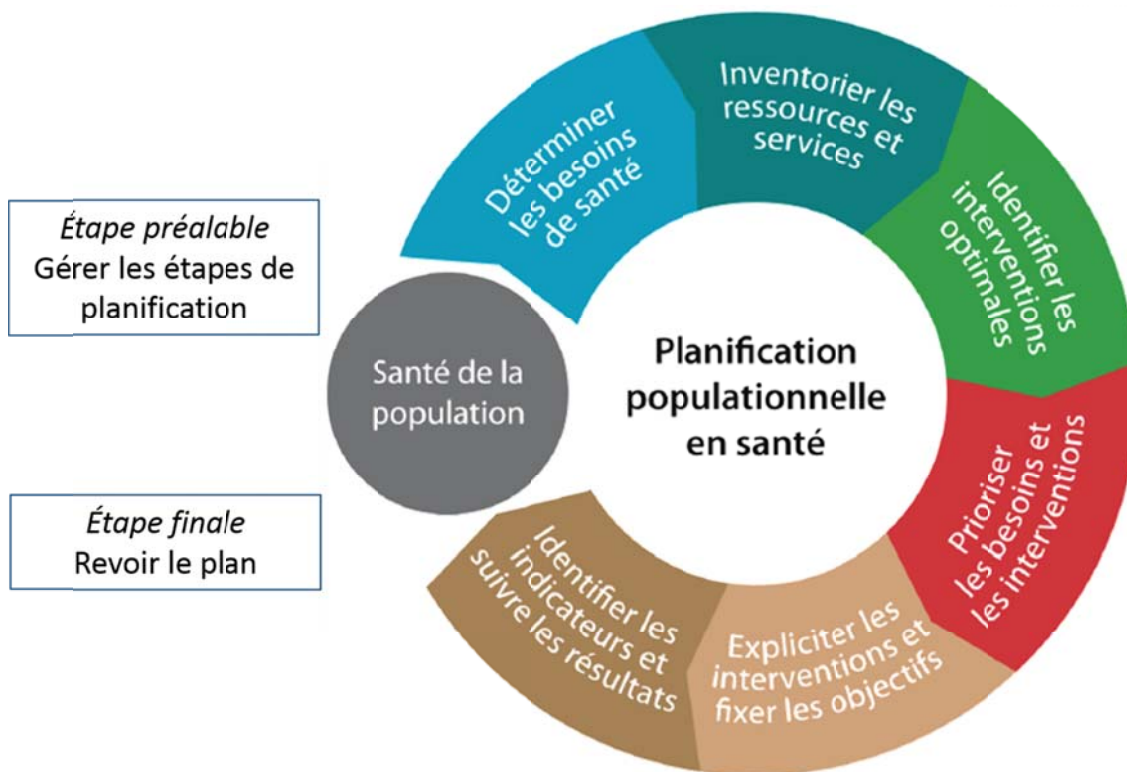 Étape préalable
Gérer les étapes de
planification
Étape finale
Revoir le plan
Santé de la
population
Planification
populationnelle
en santé
Déterminer
les besoins
de santé
Inventorier les
ressources et
services
Identifier les
interventions
optimales
Prioriser
les besoins et
les interventions
Expliciter les
interventions et
fixer les objectifs
Identifier les
indicateurs et
suivre les résultats